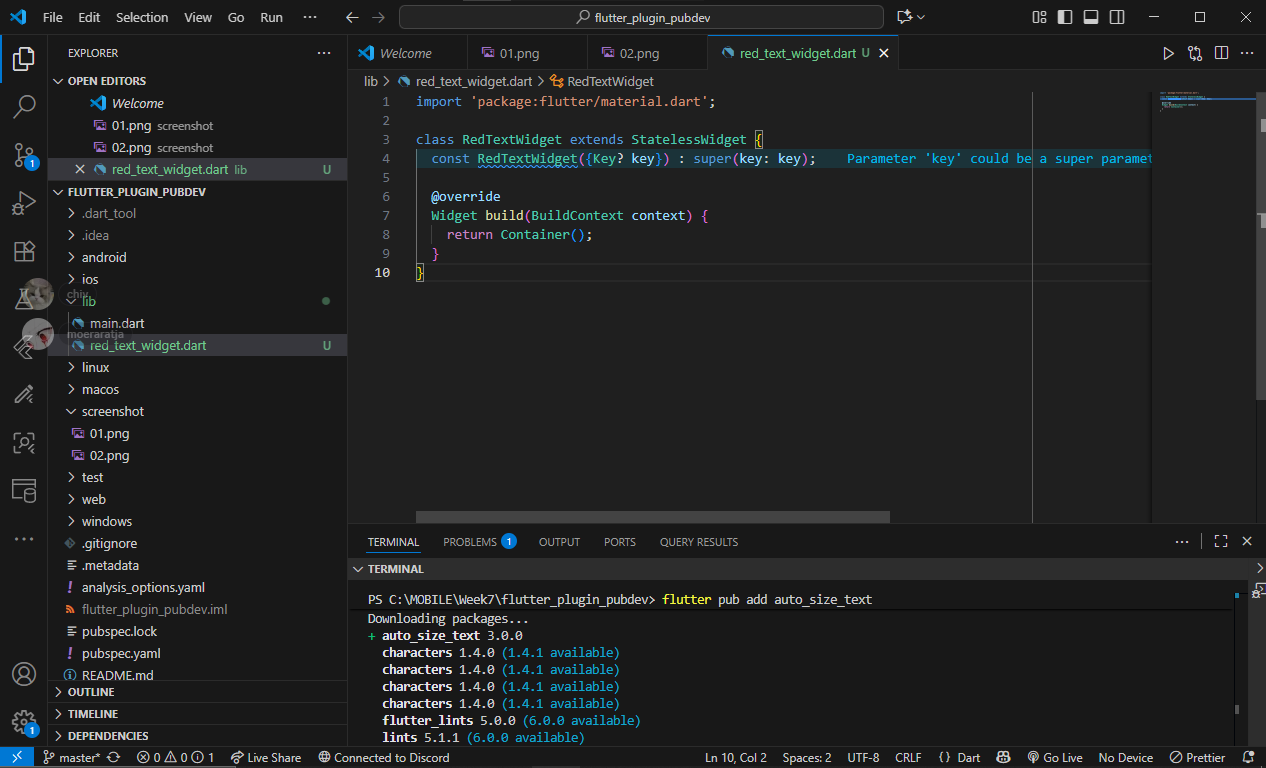 File Edit Selection View Go Run ··· flutter_plugin_pubdev
EXPLORER ···
OPEN EDITORS
Welcome
01.png screenshot
02.png screenshot
red_text_widget.dart lib U
FLUTTER_PLUGIN_PUBDEV
.dart_tool
.idea
android
ios
chiv
lib
main.dart
moeraratja
red_text_widget.dart U
linux
macos
screenshot
01.png
02.png
test
web
windows
.gitignore
.metadata
analysis_options.yaml
flutter_plugin_pubdev.iml
pubspec.lock
pubspec.yaml
README.md
OUTLINE
TIMELINE
DEPENDENCIES
1
1
Welcome 01.png 02.png red_text_widget.dart U
lib > red_text_widget.dart > RedTextWidget
1 import 'package:flutter/material.dart';
2
3 class RedTextWidget extends StatelessWidget {
4 const RedTextWidget({Key? key}) : super(key: key); Parameter 'key' could be a super paramet
5
6 @override
7 Widget build(BuildContext context) {
8 return Container();
9 }
10 }
TERMINAL PROBLEMS 1 OUTPUT PORTS QUERY RESULTS ···
TERMINAL
PS C:\MOBILE\Week7\flutter_plugin_pubdev> flutter pub add auto_size_text
Downloading packages...
+ auto_size_text 3.0.0
characters 1.4.0 (1.4.1 available)
characters 1.4.0 (1.4.1 available)
characters 1.4.0 (1.4.1 available)
characters 1.4.0 (1.4.1 available)
flutter_lints 5.0.0 (6.0.0 available)
lints 5.1.1 (6.0.0 available)
master* 0 0 1 Live Share Connected to Discord Ln 10, Col 2 Spaces: 2 UTF-8 CRLF {} Dart Go Live No Device Prettier